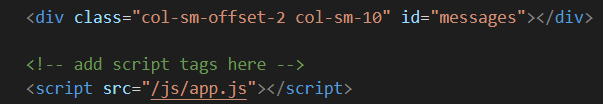 <div class="col-sm-offset-2 col-sm-10" id="messages"></div>
<!-- add script tags here -->
<script src="/js/app.js"></script>